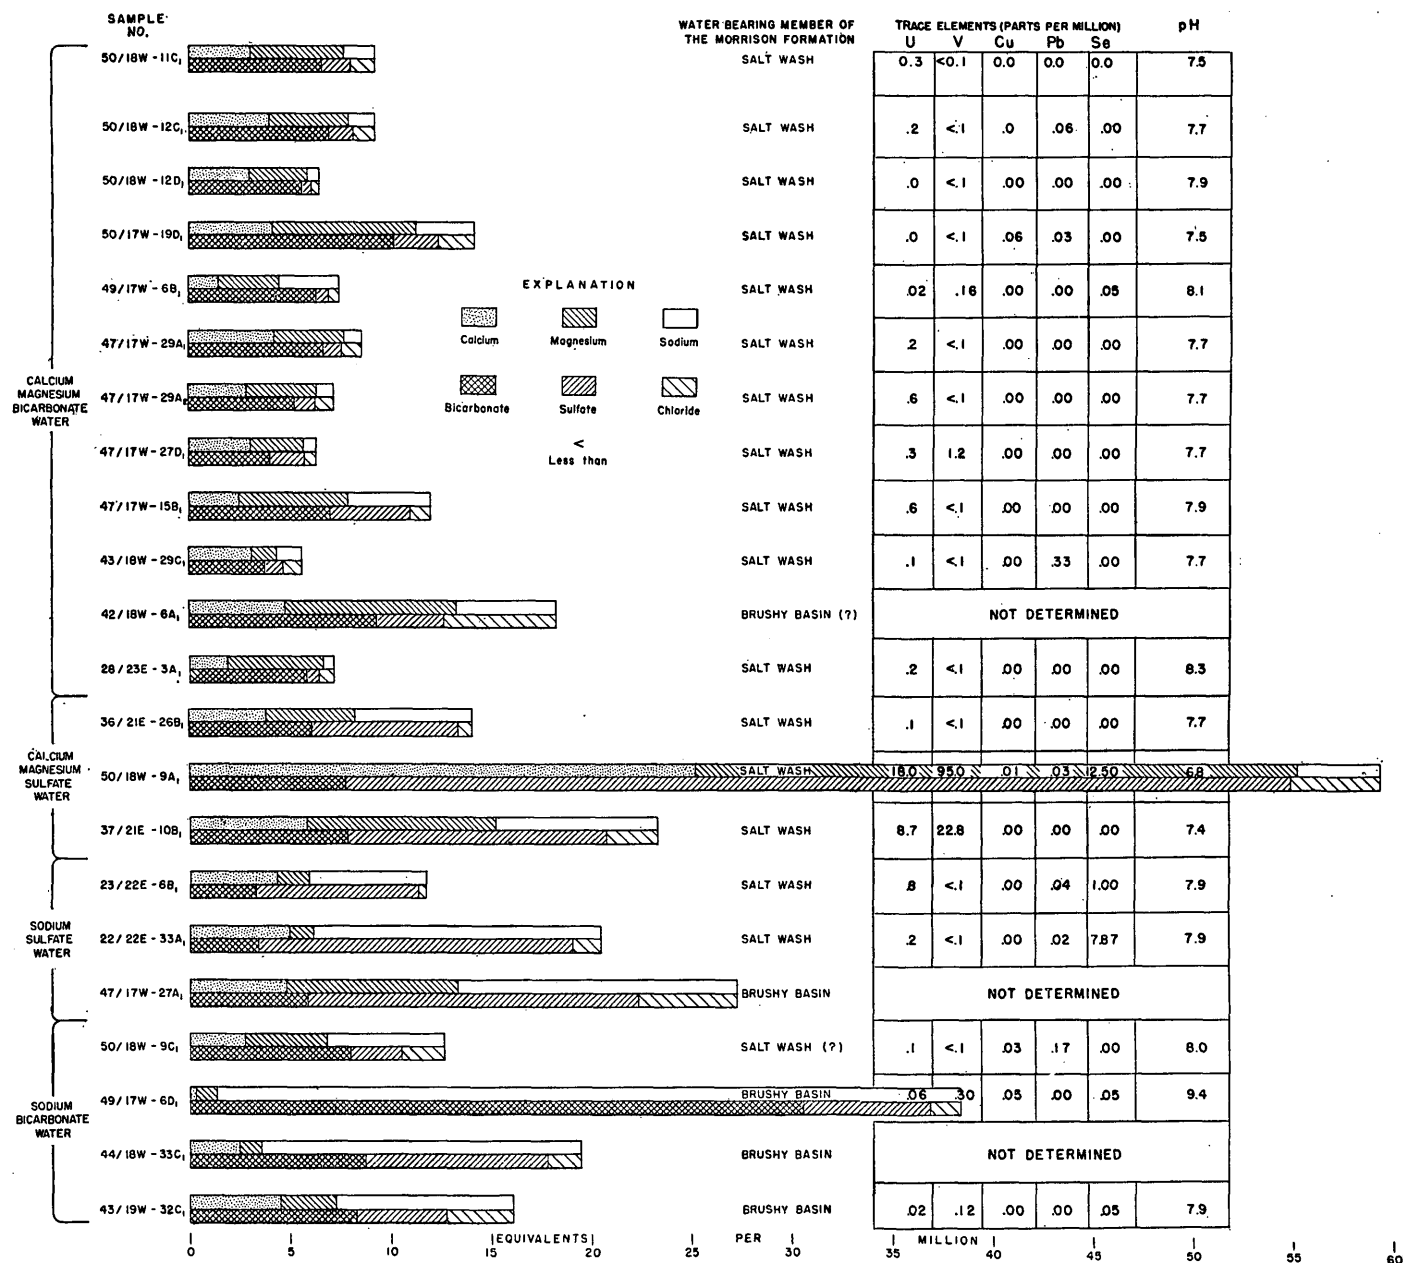 SAMPLE NO.
WATER BEARING MEMBER OF THE MORRISON FORMATION
TRACE ELEMENTS (PARTS PER MILLION)
pH
U V Cu Pb Se
50/18W-11C₁ SALT WASH 0.3 <0.1 0.0 0.0 0.0 7.5
50/18W-12C₁ SALT WASH .2 <.1 .0 .06 .00 7.7
50/18W-12D₁ SALT WASH .0 <.1 .00 .00 .00 7.9
50/17W-19D₁ SALT WASH .0 <.1 .06 .03 .00 7.5
49/17W-6B₁ SALT WASH .02 .16 .00 .00 .05 8.1
47/17W-29A₁ SALT WASH .2 <.1 .00 .00 .00 7.7
47/17W-29A₂ SALT WASH .6 <.1 .00 .00 .00 7.7
47/17W-27D₁ SALT WASH .3 1.2 .00 .00 .00 7.7
47/17W-15B₁ SALT WASH .6 <.1 .00 .00 .00 7.9
43/18W-29C₁ SALT WASH .1 <.1 .00 .33 .00 7.7
42/18W-6A₁ BRUSHY BASIN (?) NOT DETERMINED
28/23E-3A₁ SALT WASH .2 <.1 .00 .00 .00 8.3
36/21E-26B₁ SALT WASH .1 <.1 .00 .00 .00 7.7
50/18W-9A₁ SALT WASH 18.0 95.0 .01 .03 12.50 6.8
37/21E-10B₁ SALT WASH 8.7 22.8 .00 .00 .00 7.4
23/22E-6B₁ SALT WASH .8 <.1 .00 .04 1.00 7.9
22/22E-33A₁ SALT WASH .2 <.1 .00 .02 7.87 7.9
47/17W-27A₁ BRUSHY BASIN NOT DETERMINED
50/18W-9C₁ SALT WASH (?) .1 <.1 .03 .17 .00 8.0
49/17W-6D₁ BRUSHY BASIN .06 .30 .05 .00 .05 9.4
44/18W-33C₁ BRUSHY BASIN NOT DETERMINED
43/19W-32C₁ BRUSHY BASIN .02 .12 .00 .00 .05 7.9
CALCIUM
MAGNESIUM
BICARBONATE
WATER
CALCIUM
MAGNESIUM
SULFATE
WATER
SODIUM
SULFATE
WATER
SODIUM
BICARBONATE
WATER
EXPLANATION
Calcium Magnesium Sodium
Bicarbonate Sulfate Chloride
<
Less than
EQUIVALENTS PER MILLION
0 5 10 15 20 25 30 35 40 45 50 55 60